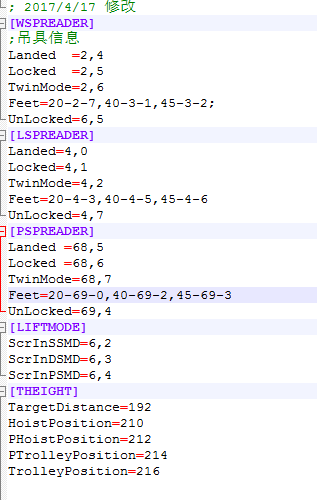 ; 2017/4/17 修改
[WSPREADER]
;吊具信息
Landed  =2,4
Locked  =2,5
TwinMode=2,6
Feet=20-2-7,40-3-1,45-3-2;
UnLocked=6,5
[LSPREADER]
Landed=4,0
Locked=4,1
TwinMode=4,2
Feet=20-4-3,40-4-5,45-4-6
UnLocked=4,7
[PSPREADER]
Landed =68,5
Locked =68,6
TwinMode=68,7
Feet=20-69-0,40-69-2,45-69-3
UnLocked=69,4
[LIFTMODE]
ScrInSSMD=6,2
ScrInDSMD=6,3
ScrInPSMD=6,4
[THEIGHT]
TargetDistance=192
HoistPosition=210
PHoistPosition=212
PTrolleyPosition=214
TrolleyPosition=216